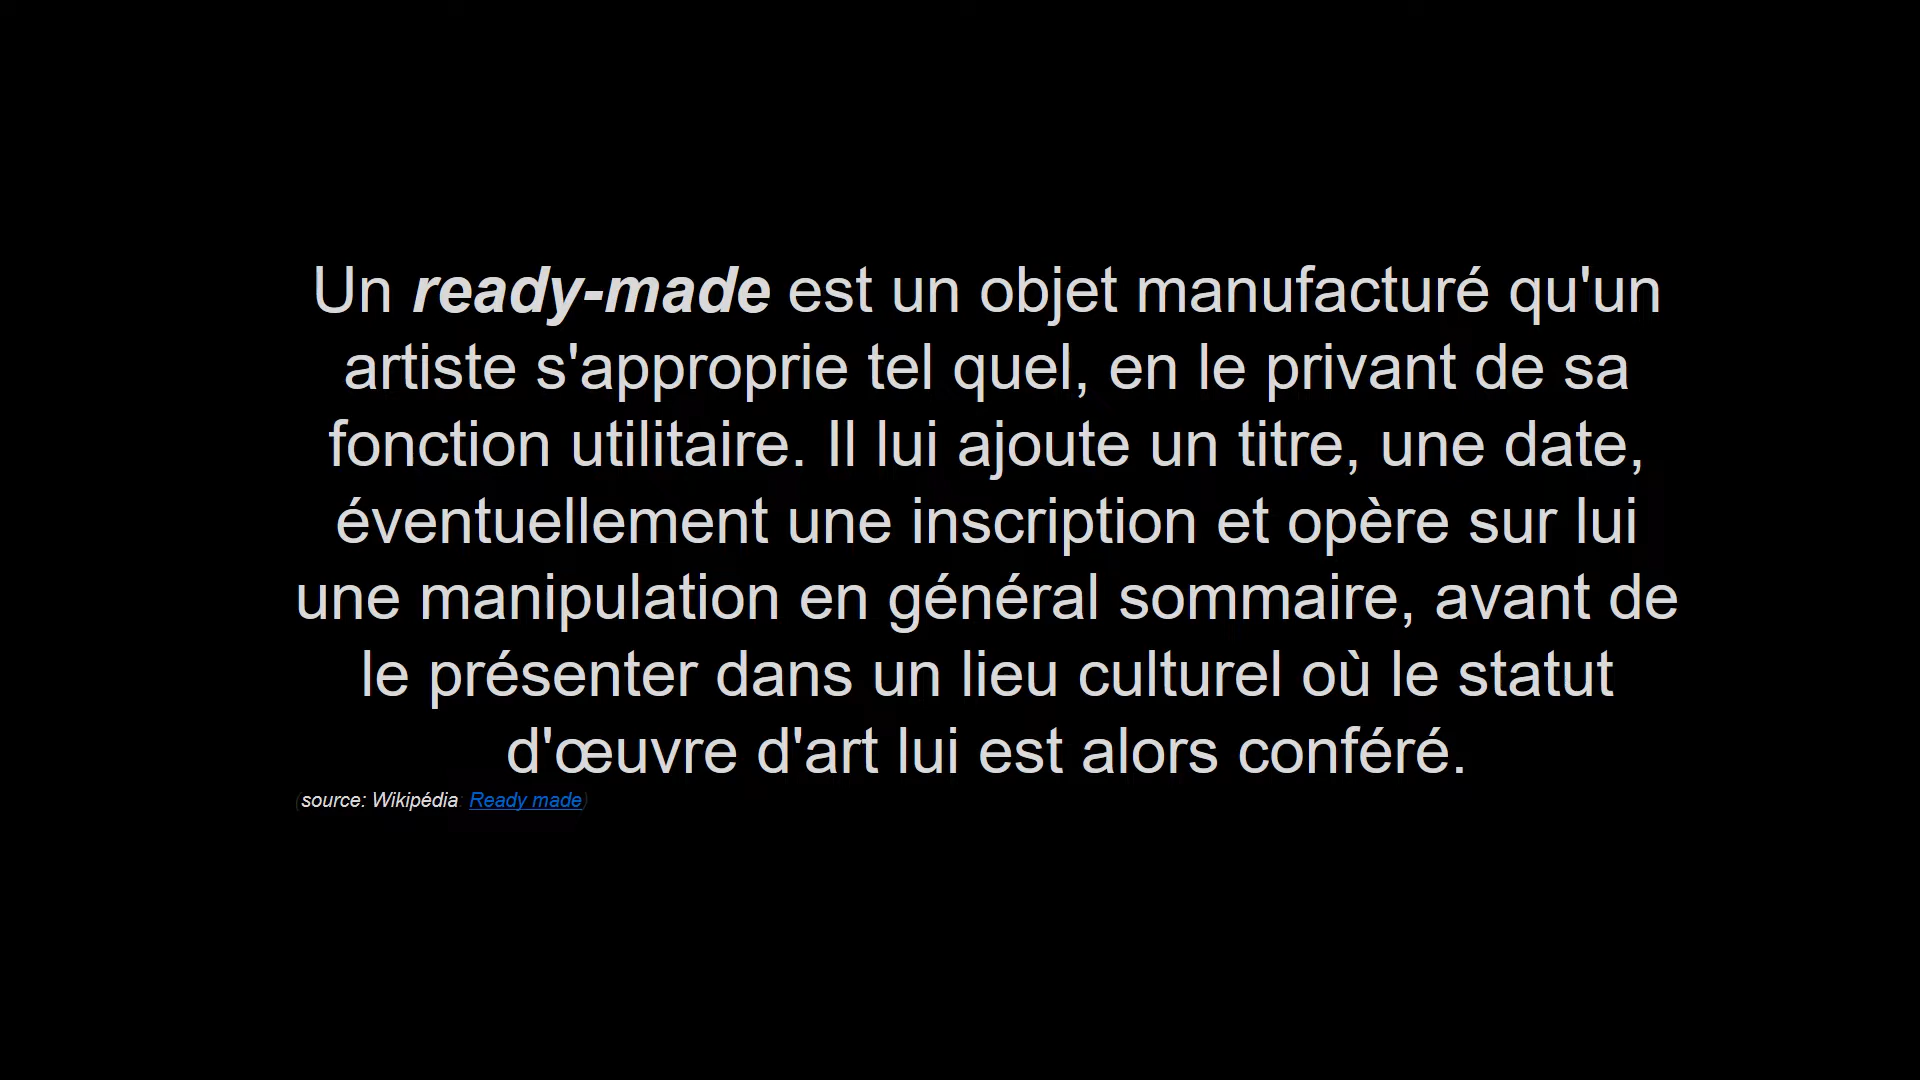 Un ready-made est un objet manufacturé qu'un
artiste s'approprie tel quel, en le privant de sa
fonction utilitaire. Il lui ajoute un titre, une date,
éventuellement une inscription et opère sur lui
une manipulation en général sommaire, avant de
le présenter dans un lieu culturel où le statut
d'œuvre d'art lui est alors conféré.
(source: Wikipédia: Ready made)